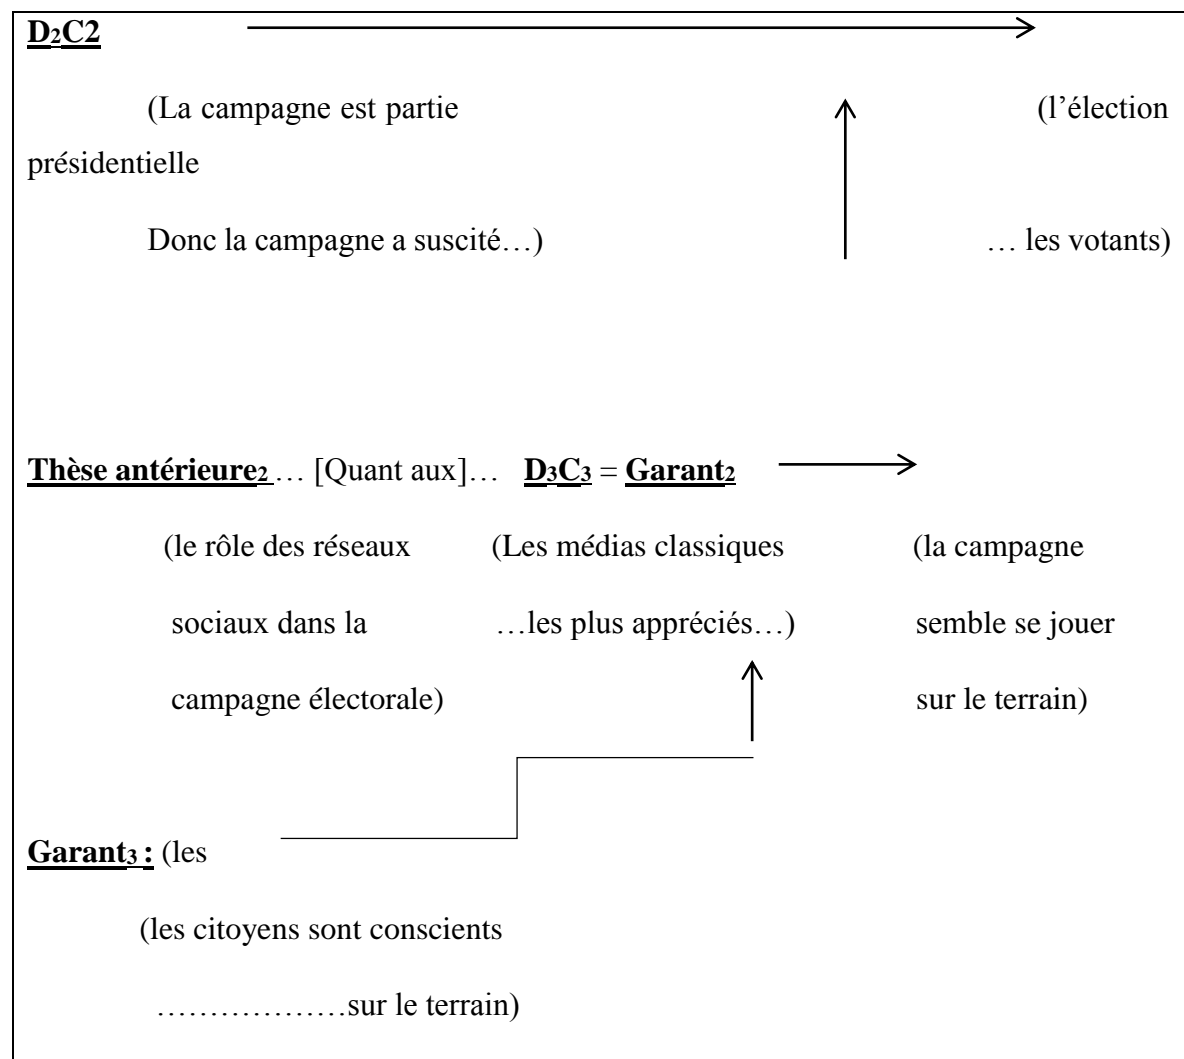 D2C2
(La campagne est partie (l’élection
présidentielle
Donc la campagne a suscité…) … les votants)
Thèse antérieure2 … [Quant aux]… D3C3 = Garant2
(le rôle des réseaux (Les médias classiques (la campagne
sociaux dans la …les plus appréciés…) semble se jouer
campagne électorale) sur le terrain)
Garant3 : (les
(les citoyens sont conscients
………………sur le terrain)